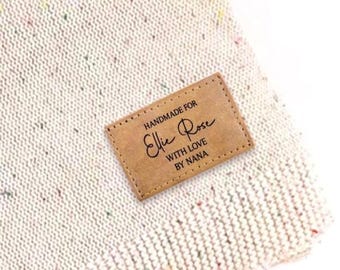 HANDMADE FOR
Ellie Rose
WITH LOVE
BY NANA